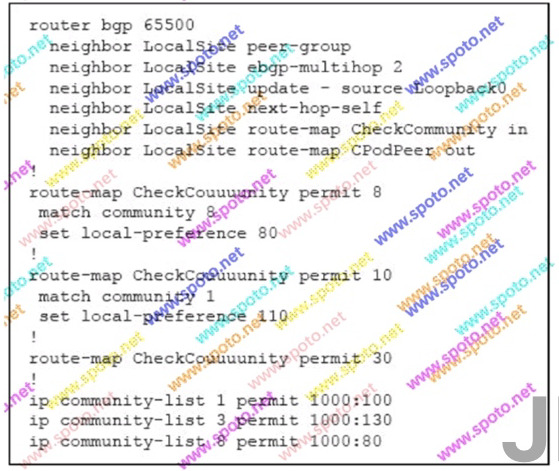 router bgp 65500
neighbor LocalSite peer-group
neighbor LocalSite ebgp-multihop 2
neighbor LocalSite update - source Loopback0
neighbor LocalSite next-hop-self
neighbor LocalSite route-map CheckCommunity in
neighbor LocalSite route-map CPodPeer out
!
route-map CheckCouuuunity permit 8
match community 8
set local-preference 80
!
route-map CheckCouuuunity permit 10
match community 1
set local-preference 110
!
route-map CheckCouuuunity permit 30
!
ip community-list 1 permit 1000:100
ip community-list 3 permit 1000:130
ip community-list 8 permit 1000:80
www.spoto.net
J